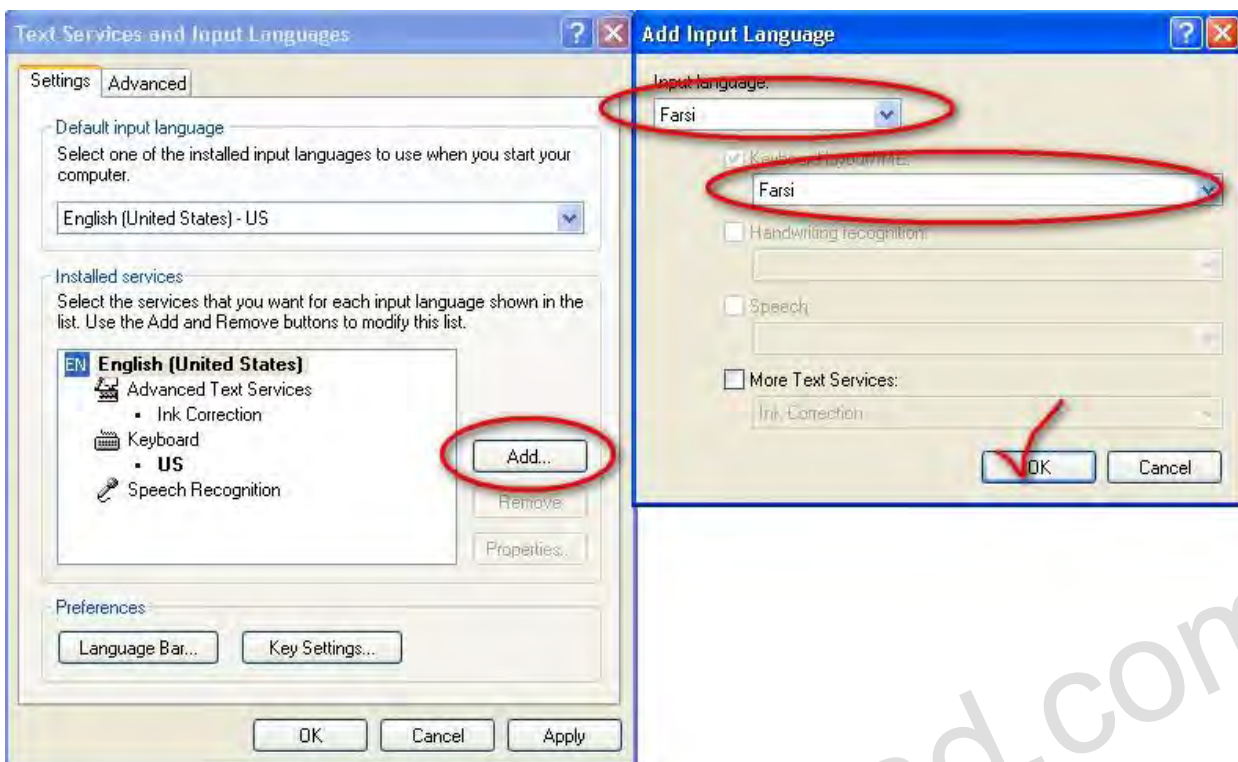 Text Services and Input Languages
Settings
Advanced
Default input language
Select one of the installed input languages to use when you start your
computer.
English (United States) - US
Installed services
Select the services that you want for each input language shown in the
list. Use the Add and Remove buttons to modify this list.
EN English (United States)
Advanced Text Services
• Ink Correction
Keyboard
• US
Speech Recognition
Add...
Remove
Properties...
Preferences
Language Bar...
Key Settings...
OK
Cancel
Apply
Add Input Language
Input language:
Farsi
Keyboard layout/IME:
Farsi
Handwriting recognition:
Speech
More Text Services:
Ink Correction
OK
Cancel